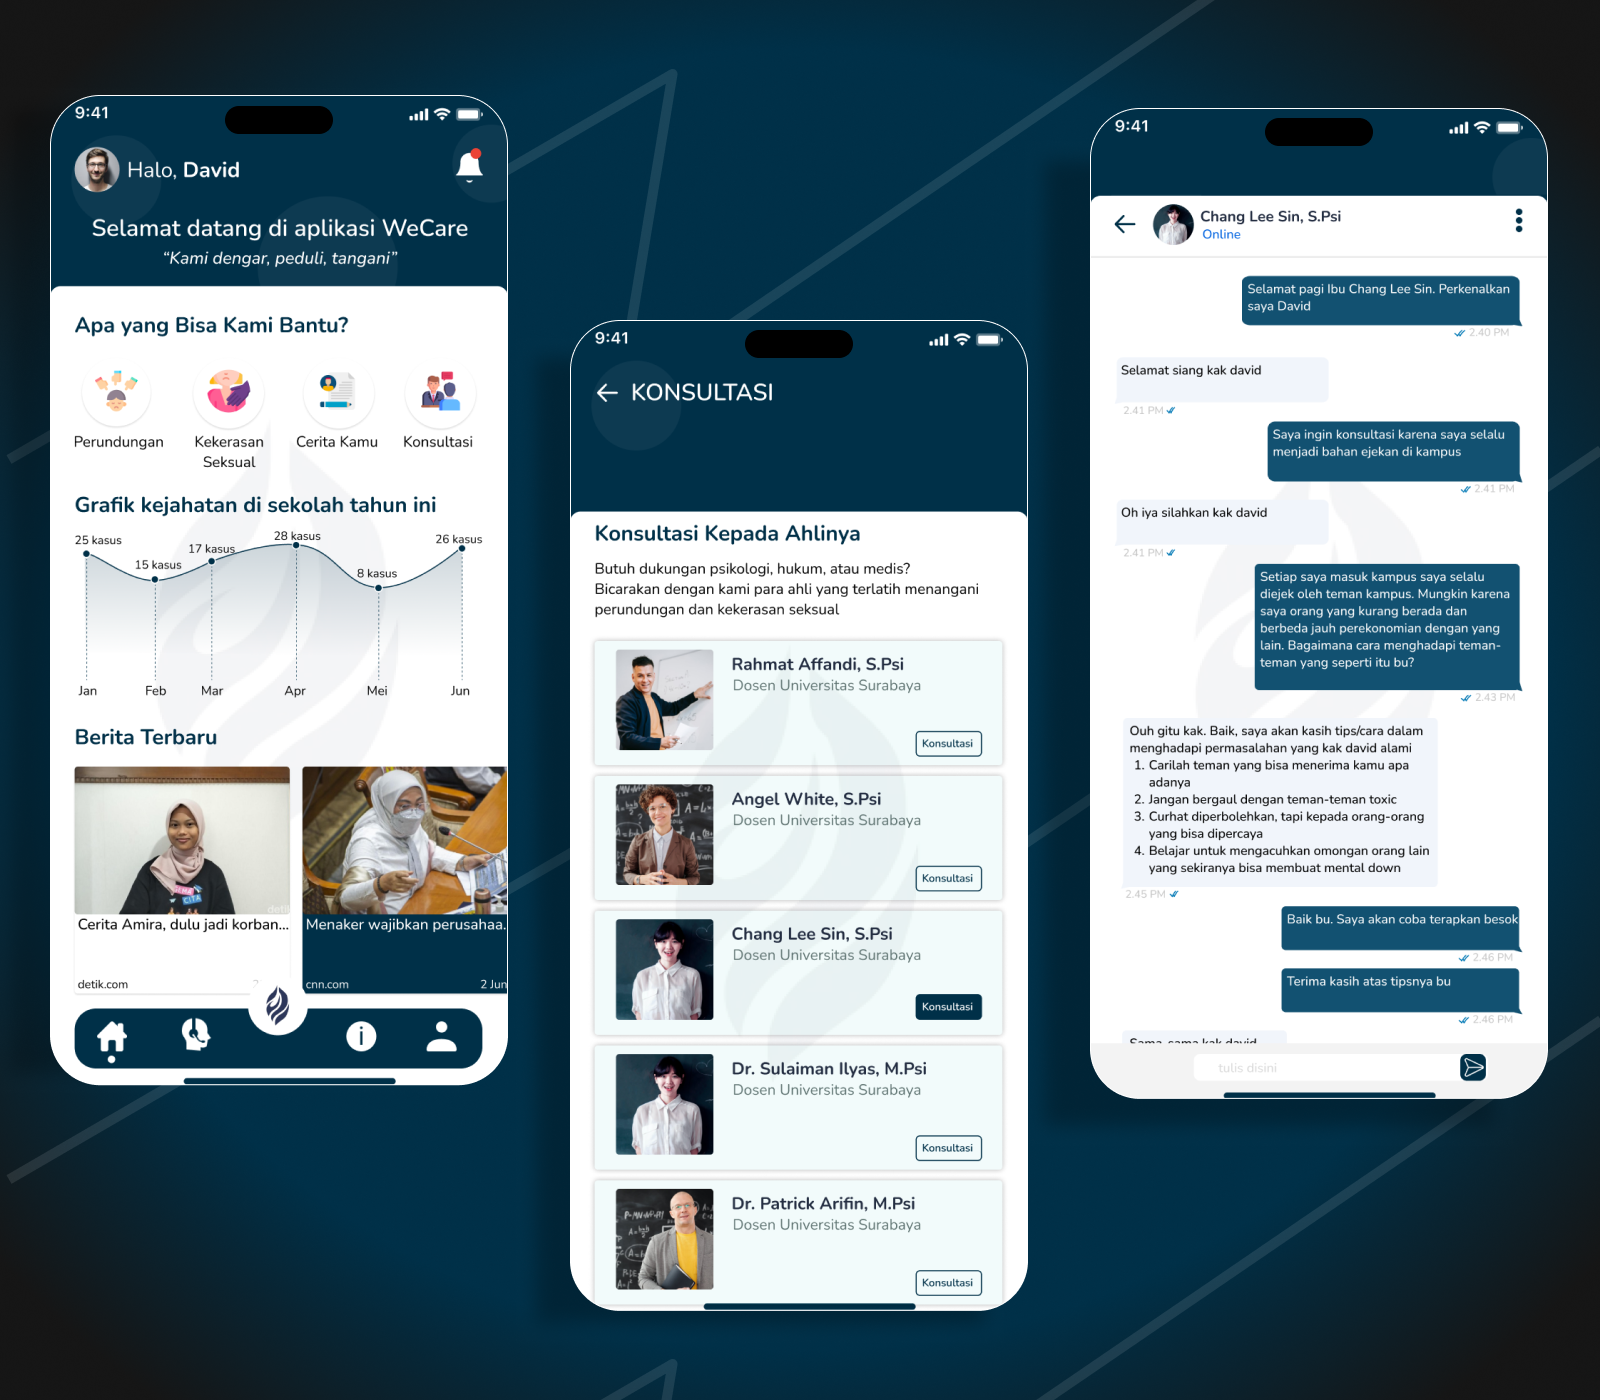 9:41
Halo, David
Selamat datang di aplikasi WeCare
“Kami dengar, peduli, tangani”
Apa yang Bisa Kami Bantu?
Perundungan
Kekerasan
Seksual
Cerita Kamu
Konsultasi
Grafik kejahatan di sekolah tahun ini
25 kasus
15 kasus
17 kasus
28 kasus
8 kasus
26 kasus
Jan
Feb
Mar
Apr
Mei
Jun
Berita Terbaru
Cerita Amira, dulu jadi korban...
detik.com
Menaker wajibkan perusahaa.
cnn.com
2 Jun
9:41
KONSULTASI
Konsultasi Kepada Ahlinya
Butuh dukungan psikologi, hukum, atau medis?
Bicarakan dengan kami para ahli yang terlatih menangani
perundungan dan kekerasan seksual
Rahmat Affandi, S.Psi
Dosen Universitas Surabaya
Konsultasi
Angel White, S.Psi
Dosen Universitas Surabaya
Konsultasi
Chang Lee Sin, S.Psi
Dosen Universitas Surabaya
Konsultasi
Dr. Sulaiman Ilyas, M.Psi
Dosen Universitas Surabaya
Konsultasi
Dr. Patrick Arifin, M.Psi
Dosen Universitas Surabaya
Konsultasi
9:41
Chang Lee Sin, S.Psi
Online
Selamat pagi Ibu Chang Lee Sin. Perkenalkan
saya David
2.40 PM
Selamat siang kak david
2.41 PM
Saya ingin konsultasi karena saya selalu
menjadi bahan ejekan di kampus
2.41 PM
Oh iya silahkan kak david
2.41 PM
Setiap saya masuk kampus saya selalu
diejek oleh teman kampus. Mungkin karena
saya orang yang kurang berada dan
berbeda jauh perekonomian dengan yang
lain. Bagaimana cara menghadapi teman-
teman yang seperti itu bu?
2.43 PM
Ouh gitu kak. Baik, saya akan kasih tips/cara dalam
menghadapi permasalahan yang kak david alami
1. Carilah teman yang bisa menerima kamu apa
adanya
2. Jangan bergaul dengan teman-teman toxic
3. Curhat diperbolehkan, tapi kepada orang-orang
yang bisa dipercaya
4. Belajar untuk mengacuhkan omongan orang lain
yang sekiranya bisa membuat mental down
2.45 PM
Baik bu. Saya akan coba terapkan besok
2.46 PM
Terima kasih atas tipsnya bu
2.46 PM
Sama-sama kak david
tulis disini